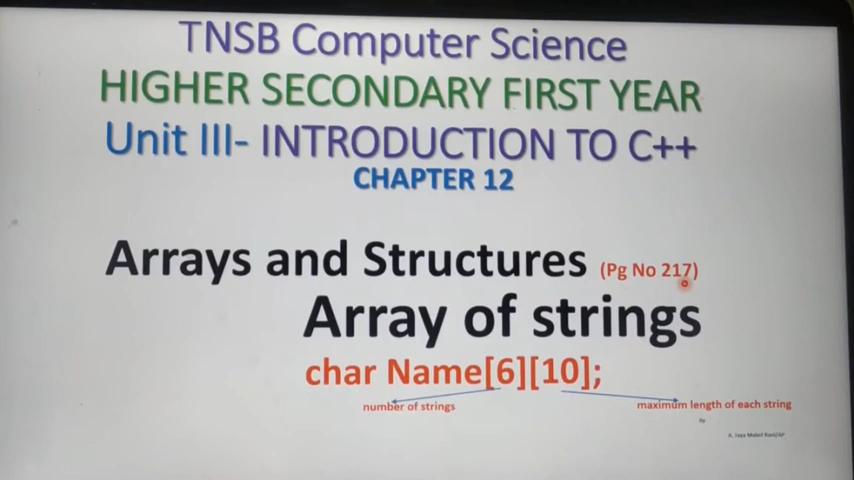 TNSB Computer Science
HIGHER SECONDARY FIRST YEAR
Unit III- INTRODUCTION TO C++
CHAPTER 12
Arrays and Structures (Pg No 217)
Array of strings
char Name[6][10];
number of strings
maximum length of each string
By